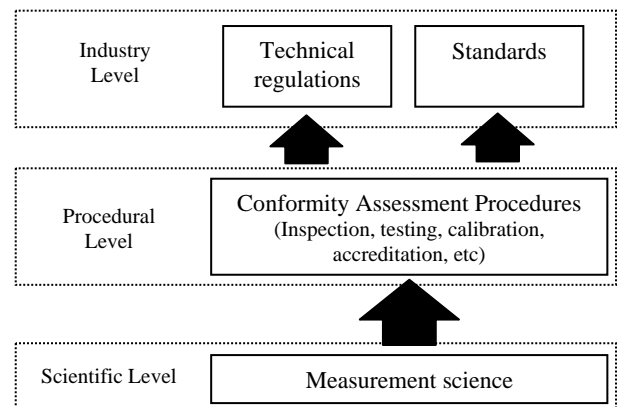 Industry
Level
Technical
regulations
Standards
Procedural
Level
Conformity Assessment Procedures
(Inspection, testing, calibration,
accreditation, etc)
Scientific Level
Measurement science